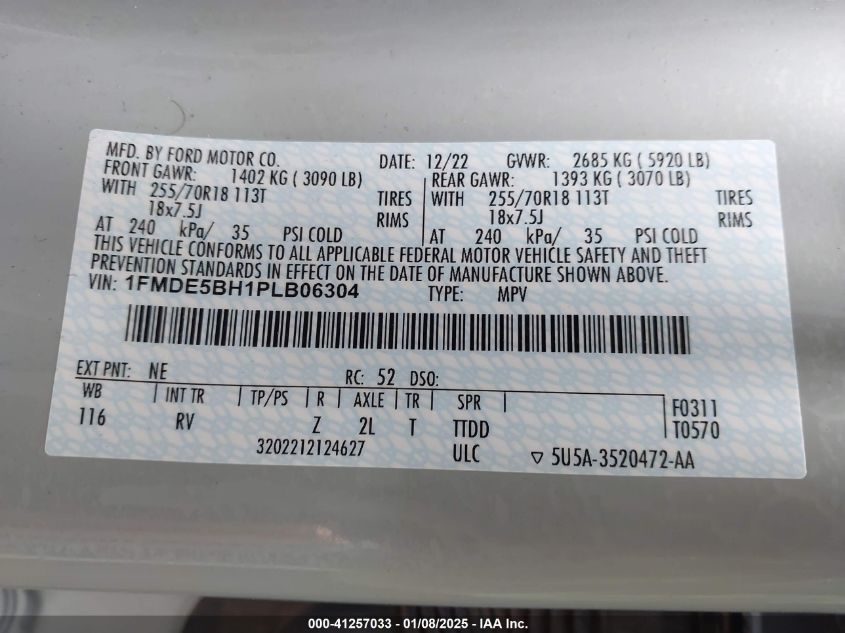 MFD. BY FORD MOTOR CO. DATE: 12/22 GVWR: 2685 KG ( 5920 LB)
FRONT GAWR: 1402 KG ( 3090 LB) REAR GAWR: 1393 KG ( 3070 LB)
WITH 255/70R18 113T TIRES WITH 255/70R18 113T TIRES
18x7.5J RIMS 18x7.5J RIMS
AT 240 kPa/ 35 PSI COLD AT 240 kPa/ 35 PSI COLD
THIS VEHICLE CONFORMS TO ALL APPLICABLE FEDERAL MOTOR VEHICLE SAFETY AND THEFT
PREVENTION STANDARDS IN EFFECT ON THE DATE OF MANUFACTURE SHOWN ABOVE.
VIN: 1FMDE5BH1PLB06304 TYPE: MPV
EXT PNT: NE RC: 52 DSO:
WB INT TR TP/PS R AXLE TR SPR F0311
116 RV Z 2L T TTDD T0570
3202212124627 ULC ▽ 5U5A-3520472-AA
000-41257033 - 01/08/2025 - IAA Inc.